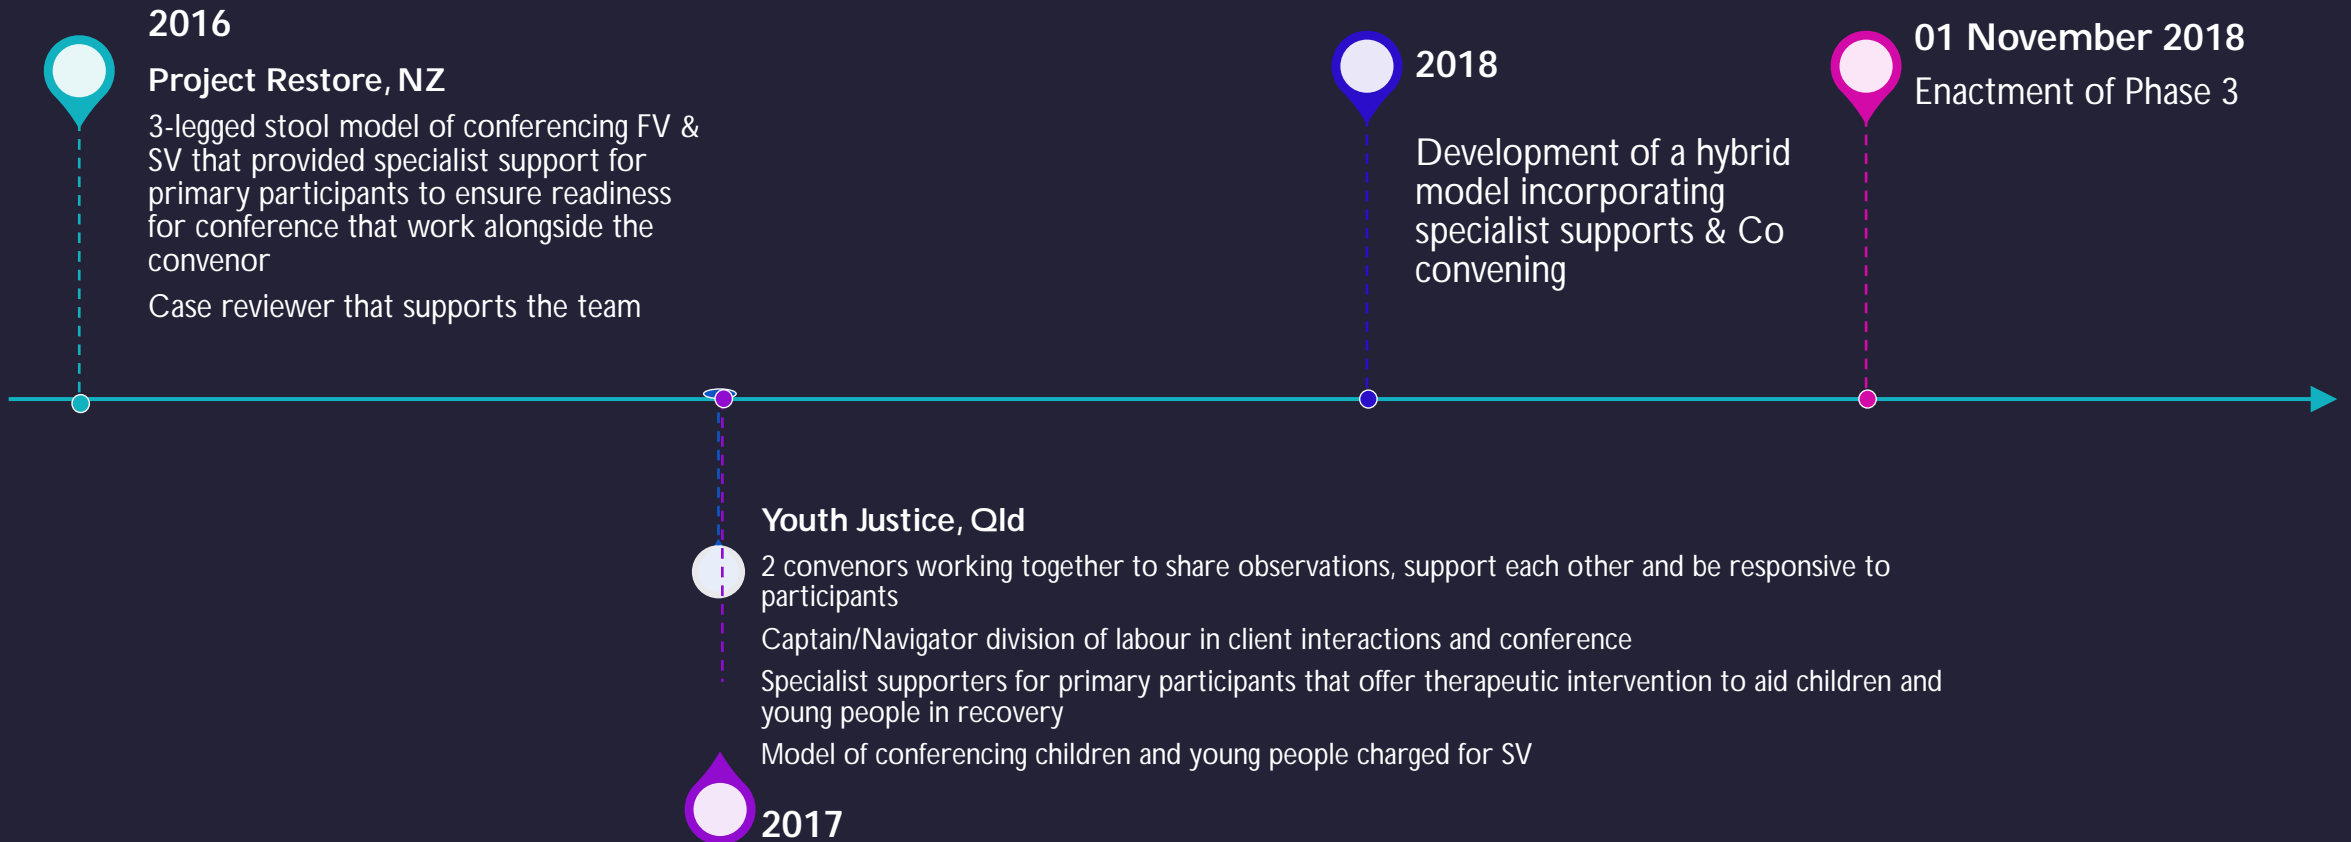 2016
Project Restore, NZ
3-legged stool model of conferencing FV &
SV that provided specialist support for
primary participants to ensure readiness
for conference that work alongside the
convenor
Case reviewer that supports the team
2018
Development of a hybrid
model incorporating
specialist supports & Co
convening
01 November 2018
Enactment of Phase 3
Youth Justice, Qld
2 convenors working together to share observations, support each other and be responsive to
participants
Captain/Navigator division of labour in client interactions and conference
Specialist supporters for primary participants that offer therapeutic intervention to aid children and
young people in recovery
Model of conferencing children and young people charged for SV
2017